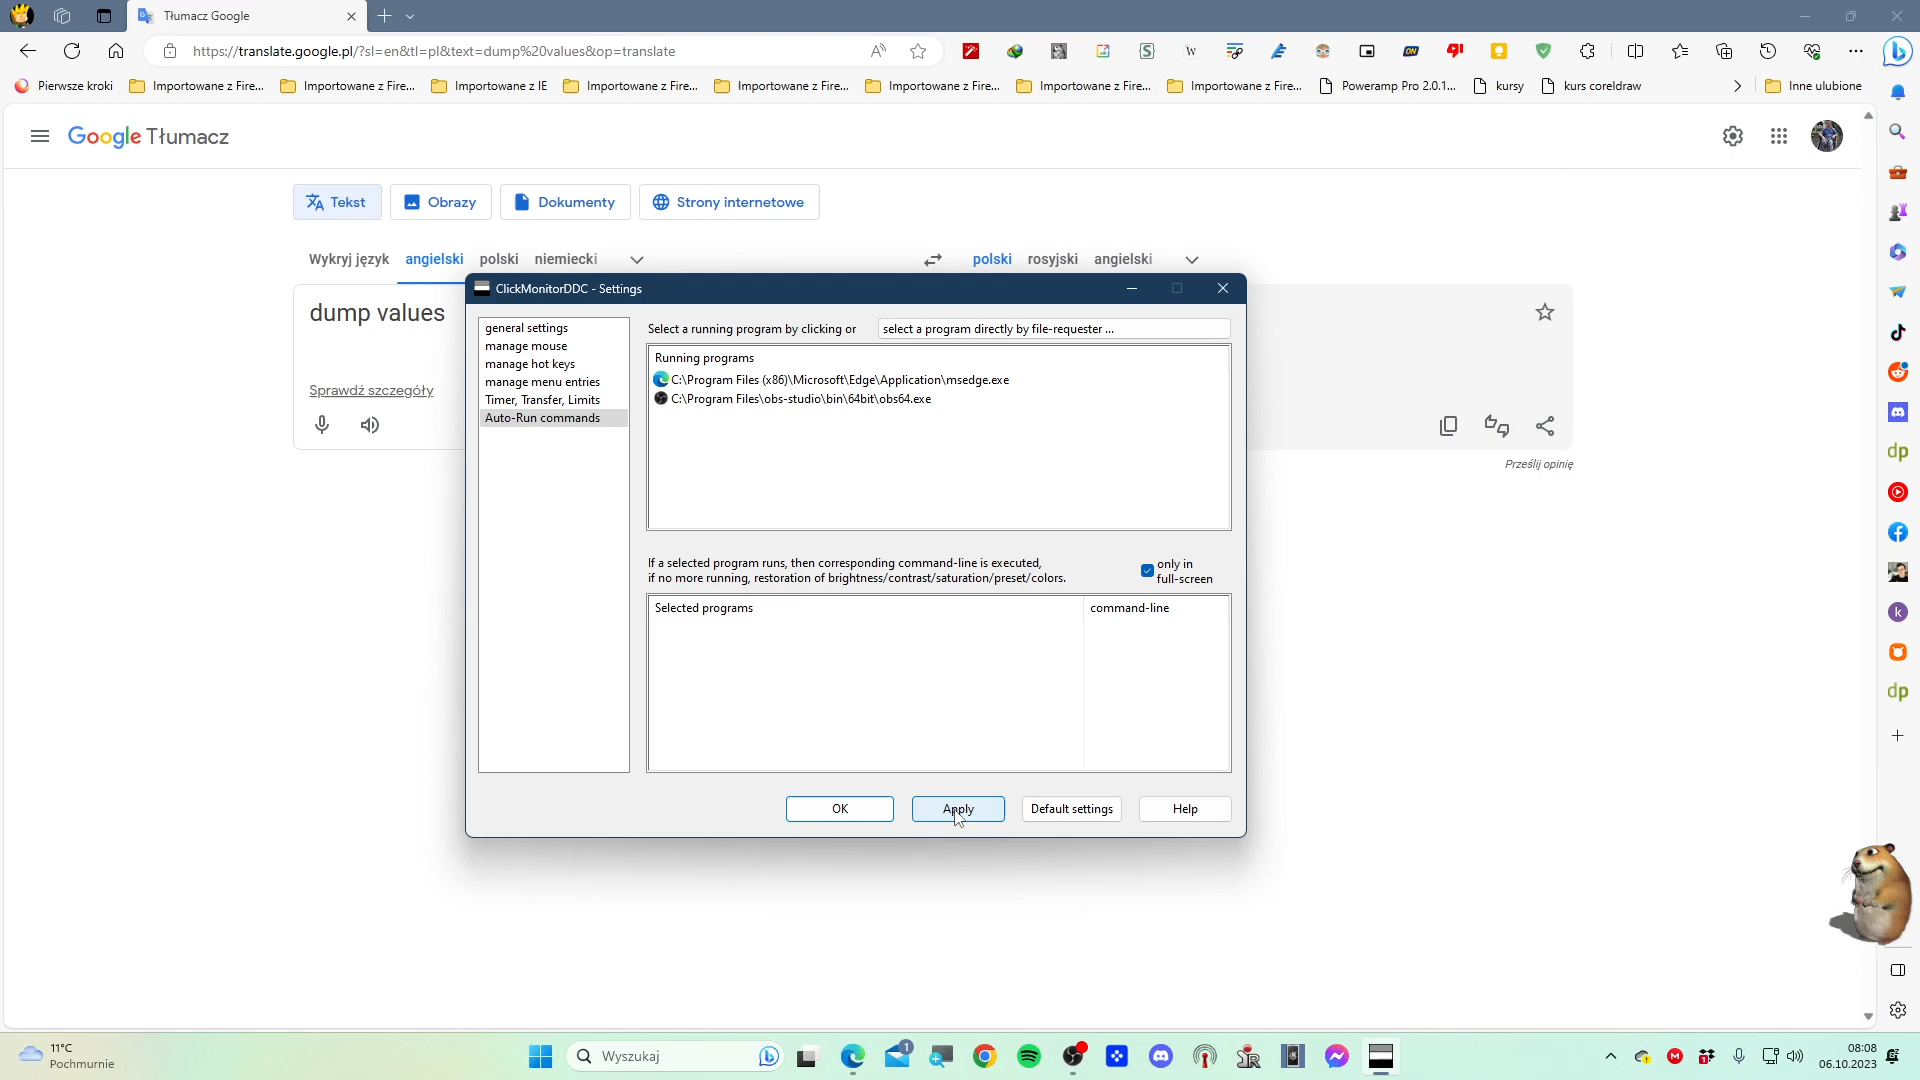 Tłumacz Google
https://translate.google.pl/?sl=en&tl=pl&text=dump%20values&op=translate
Pierwsze kroki
Importowane z Fire...
Importowane z Fire...
Importowane z IE
Importowane z Fire...
Importowane z Fire...
Importowane z Fire...
Importowane z Fire...
Importowane z Fire...
Poweramp Pro 2.0.1...
kursy
kurs coreldraw
Inne ulubione
Google Tłumacz
Tekst
Obrazy
Dokumenty
Strony internetowe
Wykryj język
angielski
polski
niemiecki
polski
rosyjski
angielski
dump values
Sprawdź szczegóły
Prześlij opinię
ClickMonitorDDC - Settings
general settings
manage mouse
manage hot keys
manage menu entries
Timer, Transfer, Limits
Auto-Run commands
Select a running program by clicking or
select a program directly by file-requester ...
Running programs
C:\Program Files (x86)\Microsoft\Edge\Application\msedge.exe
C:\Program Files\obs-studio\bin\64bit\obs64.exe
If a selected program runs, then corresponding command-line is executed,
if no more running, restoration of brightness/contrast/saturation/preset/colors.
only in
full-screen
Selected programs
command-line
OK
Apply
Default settings
Help
dp
k
dp
11°C
Pochmurnie
Wyszukaj
1
08:08
06.10.2023